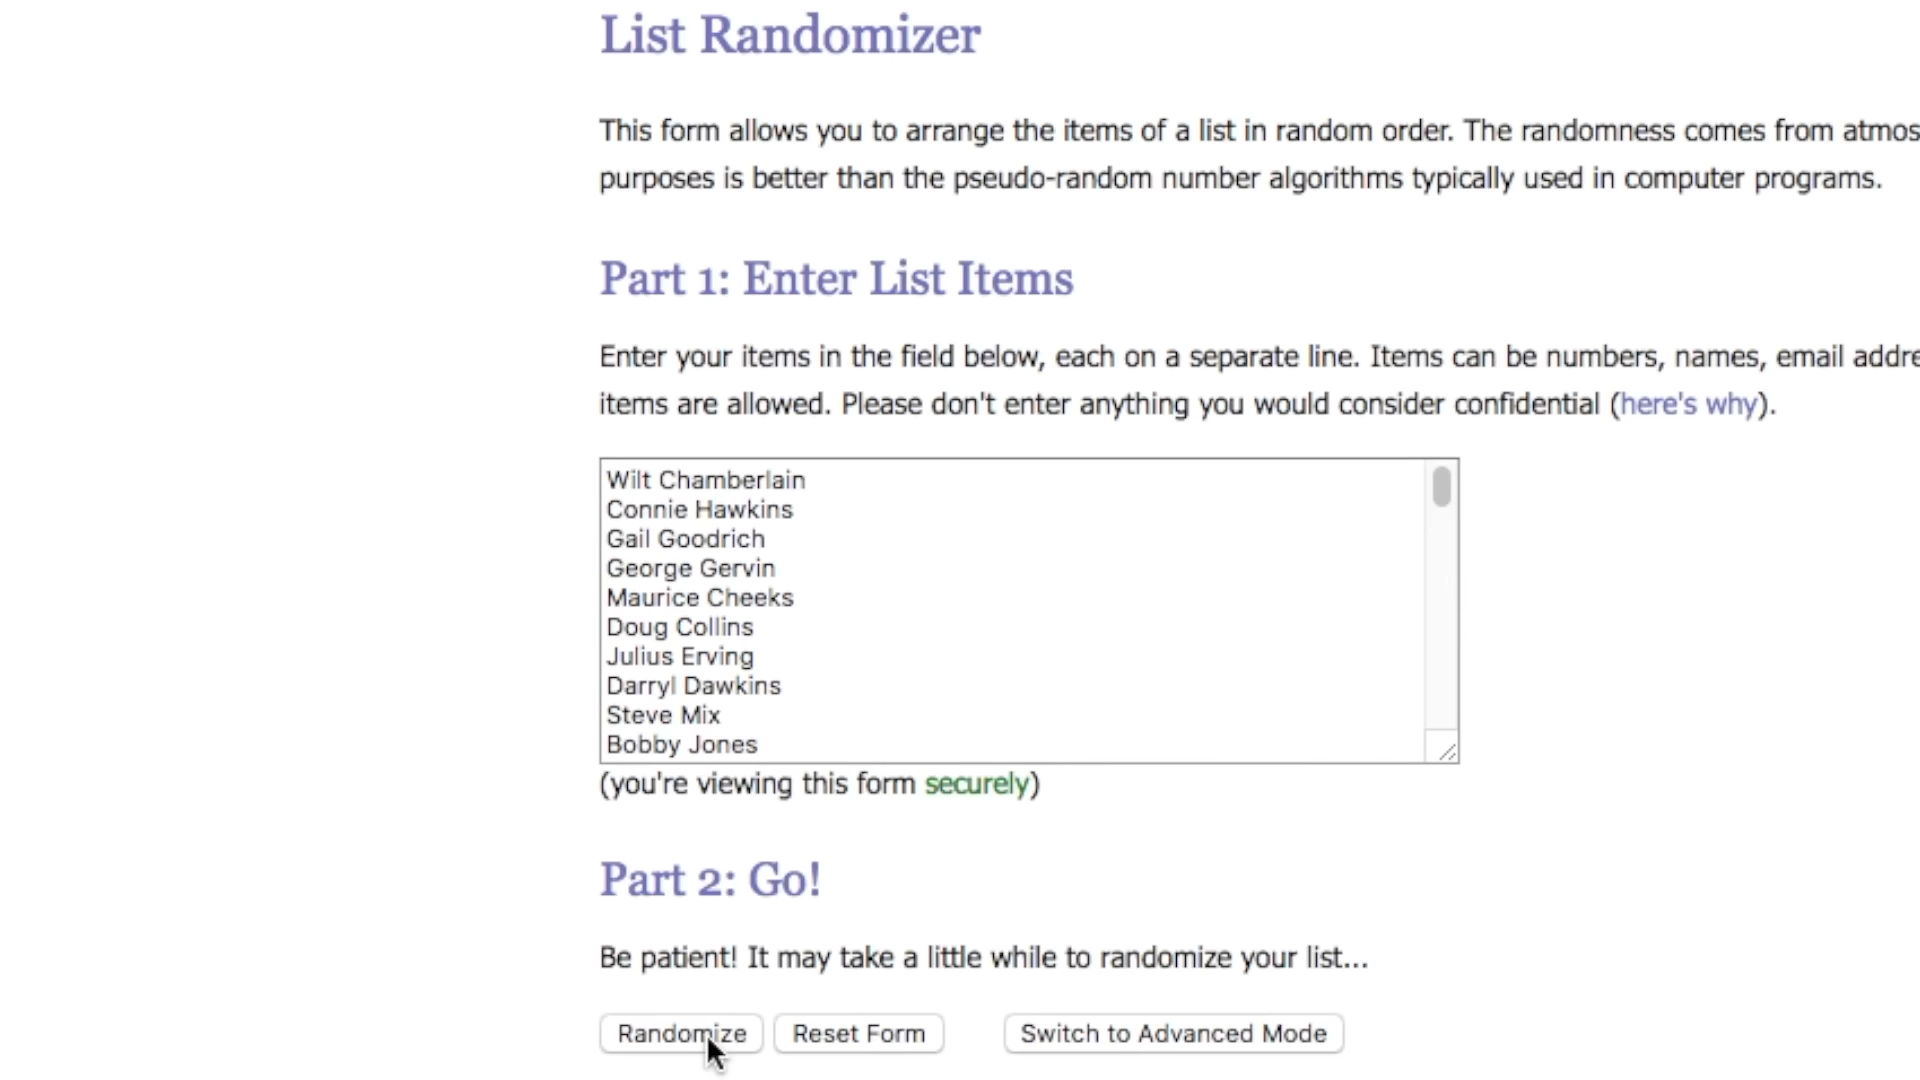 List Randomizer
This form allows you to arrange the items of a list in random order. The randomness comes from
purposes is better than the pseudo-random number algorithms typically used in computer programs.
Part 1: Enter List Items
Enter your items in the field below, each on a separate line. Items can be numbers, names, email
items are allowed. Please don't enter anything you would consider confidential (here's why).
Wilt Chamberlain
Connie Hawkins
Gail Goodrich
George Gervin
Maurice Cheeks
Doug Collins
Julius Erving
Darryl Dawkins
Steve Mix
Bobby Jones
(you're viewing this form securely)
Part 2: Go!
Be patient! It may take a little while to randomize your list...
Randomize Reset Form Switch to Advanced Mode